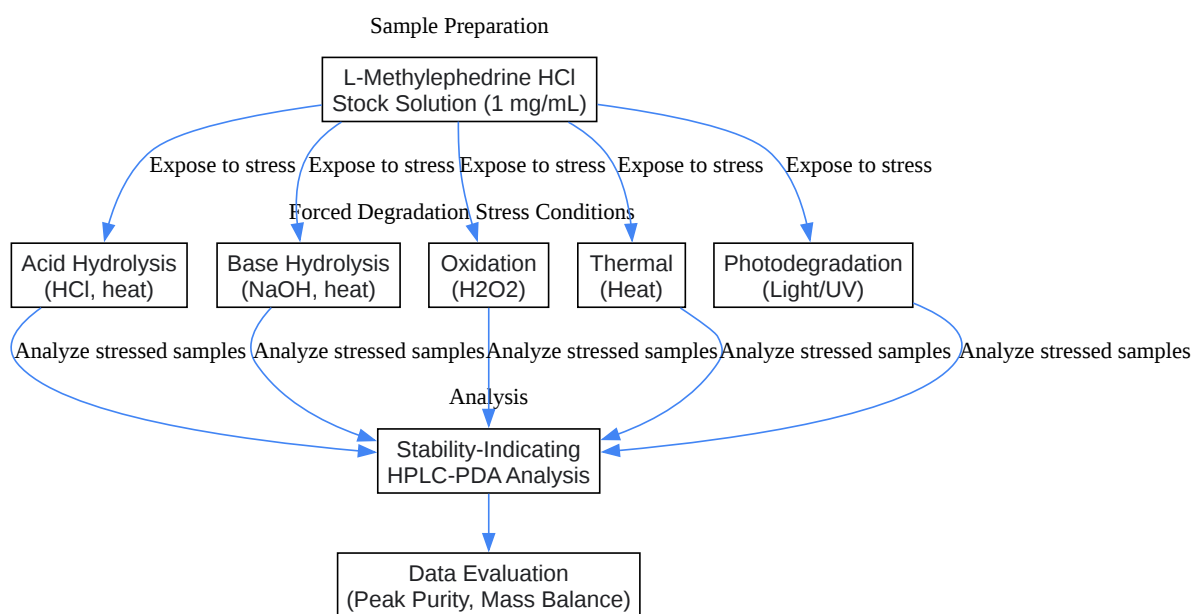 Sample Preparation
L-Methylephedrine HCl
Stock Solution (1 mg/mL)
Expose to stress
Expose to stress
Expose to stress
Expose to stress
Expose to stress
Forced Degradation Stress Conditions
Acid Hydrolysis
(HCl, heat)
Base Hydrolysis
(NaOH, heat)
Oxidation
(H2O2)
Thermal
(Heat)
Photodegradation
(Light/UV)
Analyze stressed samples
Analyze stressed samples
Analyze stressed samples
Analyze stressed samples
Analyze stressed samples
Analysis
Stability-Indicating
HPLC-PDA Analysis
Data Evaluation
(Peak Purity, Mass Balance)